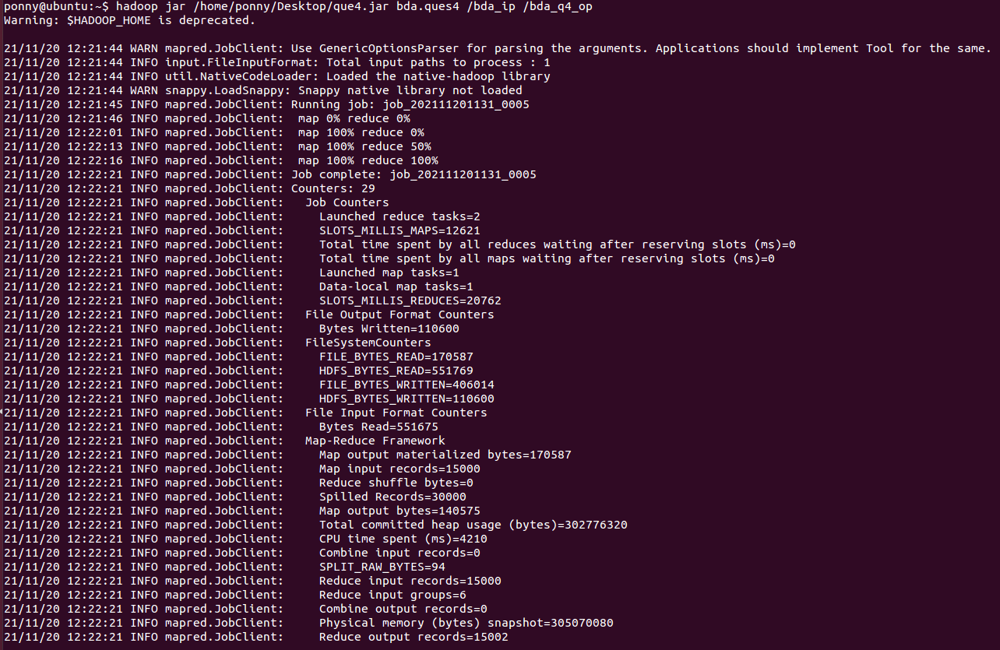 ponny@ubuntu:~$ hadoop jar /home/ponny/Desktop/que4.jar bda.ques4 /bda_ip /bda_q4_op
Warning: $HADOOP_HOME is deprecated.
21/11/20 12:21:44 WARN mapred.JobClient: Use GenericOptionsParser for parsing the arguments. Applications should implement Tool for the same.
21/11/20 12:21:44 INFO input.FileInputFormat: Total input paths to process : 1
21/11/20 12:21:44 INFO util.NativeCodeLoader: Loaded the native-hadoop library
21/11/20 12:21:44 WARN snappy.LoadSnappy: Snappy native library not loaded
21/11/20 12:21:45 INFO mapred.JobClient: Running job: job_202111201131_0005
21/11/20 12:21:46 INFO mapred.JobClient:  map 0% reduce 0%
21/11/20 12:22:01 INFO mapred.JobClient:  map 100% reduce 0%
21/11/20 12:22:13 INFO mapred.JobClient:  map 100% reduce 50%
21/11/20 12:22:16 INFO mapred.JobClient:  map 100% reduce 100%
21/11/20 12:22:21 INFO mapred.JobClient: Job complete: job_202111201131_0005
21/11/20 12:22:21 INFO mapred.JobClient: Counters: 29
21/11/20 12:22:21 INFO mapred.JobClient:   Job Counters
21/11/20 12:22:21 INFO mapred.JobClient:     Launched reduce tasks=2
21/11/20 12:22:21 INFO mapred.JobClient:     SLOTS_MILLIS_MAPS=12621
21/11/20 12:22:21 INFO mapred.JobClient:     Total time spent by all reduces waiting after reserving slots (ms)=0
21/11/20 12:22:21 INFO mapred.JobClient:     Total time spent by all maps waiting after reserving slots (ms)=0
21/11/20 12:22:21 INFO mapred.JobClient:     Launched map tasks=1
21/11/20 12:22:21 INFO mapred.JobClient:     Data-local map tasks=1
21/11/20 12:22:21 INFO mapred.JobClient:     SLOTS_MILLIS_REDUCES=20762
21/11/20 12:22:21 INFO mapred.JobClient:   File Output Format Counters
21/11/20 12:22:21 INFO mapred.JobClient:     Bytes Written=110600
21/11/20 12:22:21 INFO mapred.JobClient:   FileSystemCounters
21/11/20 12:22:21 INFO mapred.JobClient:     FILE_BYTES_READ=170587
21/11/20 12:22:21 INFO mapred.JobClient:     HDFS_BYTES_READ=551769
21/11/20 12:22:21 INFO mapred.JobClient:     FILE_BYTES_WRITTEN=406014
21/11/20 12:22:21 INFO mapred.JobClient:     HDFS_BYTES_WRITTEN=110600
21/11/20 12:22:21 INFO mapred.JobClient:   File Input Format Counters
21/11/20 12:22:21 INFO mapred.JobClient:     Bytes Read=551675
21/11/20 12:22:21 INFO mapred.JobClient:   Map-Reduce Framework
21/11/20 12:22:21 INFO mapred.JobClient:     Map output materialized bytes=170587
21/11/20 12:22:21 INFO mapred.JobClient:     Map input records=15000
21/11/20 12:22:21 INFO mapred.JobClient:     Reduce shuffle bytes=0
21/11/20 12:22:21 INFO mapred.JobClient:     Spilled Records=30000
21/11/20 12:22:21 INFO mapred.JobClient:     Map output bytes=140575
21/11/20 12:22:21 INFO mapred.JobClient:     Total committed heap usage (bytes)=302776320
21/11/20 12:22:21 INFO mapred.JobClient:     CPU time spent (ms)=4210
21/11/20 12:22:21 INFO mapred.JobClient:     Combine input records=0
21/11/20 12:22:21 INFO mapred.JobClient:     SPLIT_RAW_BYTES=94
21/11/20 12:22:21 INFO mapred.JobClient:     Reduce input records=15000
21/11/20 12:22:21 INFO mapred.JobClient:     Reduce input groups=6
21/11/20 12:22:21 INFO mapred.JobClient:     Combine output records=0
21/11/20 12:22:21 INFO mapred.JobClient:     Physical memory (bytes) snapshot=305070080
21/11/20 12:22:21 INFO mapred.JobClient:     Reduce output records=15002